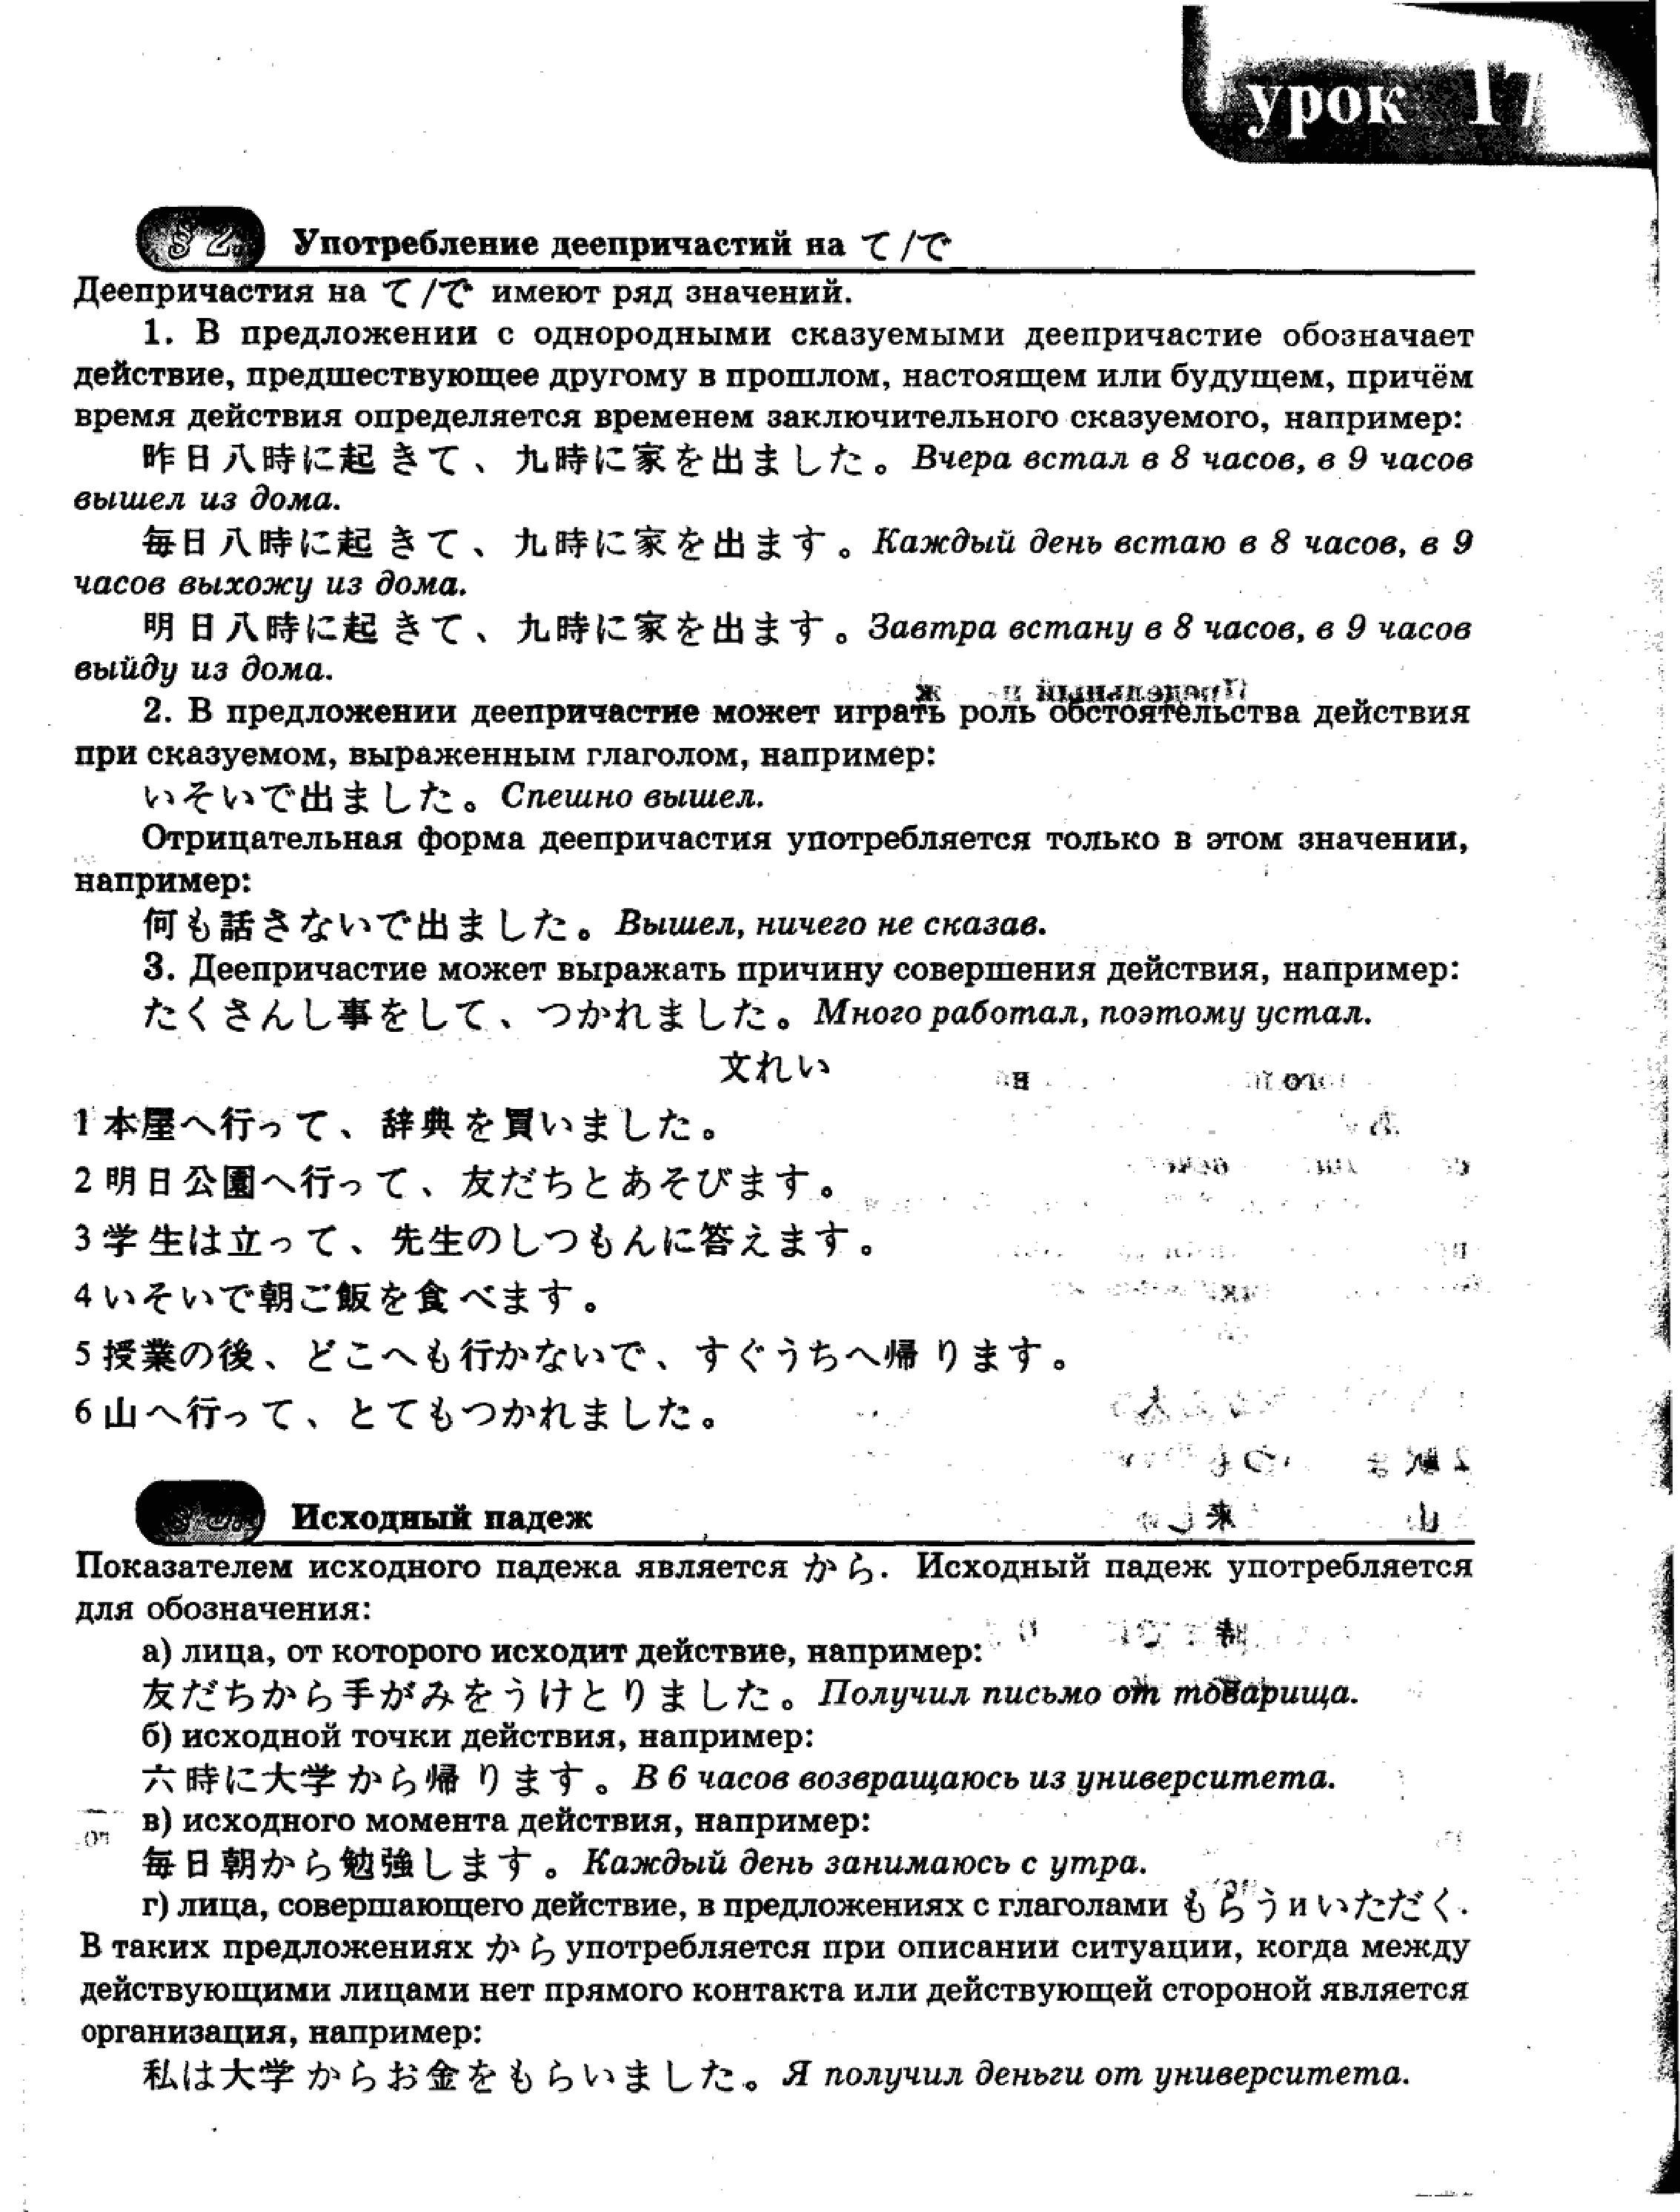 урок 17
§ 2. Употребление деепричастий на て/で
Деепричастия на て/で имеют ряд значений.
1. В предложении с однородными сказуемыми деепричастие обозначает
действие, предшествующее другому в прошлом, настоящем или будущем, причём
время действия определяется временем заключительного сказуемого, например:
昨日八時に起きて、九時に家を出ました。Вчера встал в 8 часов, в 9 часов
вышел из дома.
毎日八時に起きて、九時に家を出ます。Каждый день встаю в 8 часов, в 9
часов выхожу из дома.
明日八時に起きて、九時に家を出ます。Завтра встану в 8 часов, в 9 часов
выйду из дома.
2. В предложении деепричастие может играть роль обстоятельства действия
при сказуемом, выраженным глаголом, например:
いそいで出ました。Спешно вышел.
Отрицательная форма деепричастия употребляется только в этом значении,
например:
何も話さないで出ました。Вышел, ничего не сказав.
3. Деепричастие может выражать причину совершения действия, например:
たくさんし事をして、つかれました。Много работал, поэтому устал.
文れい
1 本屋へ行って、辞典を買いました。
2 明日公園へ行って、友だちとあそびます。
3 学生は立って、先生のしつもんに答えます。
4 いそいで朝ご飯を食べます。
5 授業の後、どこへも行かないで、すぐうちへ帰ります。
6 山へ行って、とてもつかれました。
Исходный падеж
Показателем исходного падежа является から. Исходный падеж употребляется
для обозначения:
а) лица, от которого исходит действие, например:
友だちから手がみをうけとりました。Получил письмо от товарища.
б) исходной точки действия, например:
六時に大学から帰ります。В 6 часов возвращаюсь из университета.
в) исходного момента действия, например:
毎日朝から勉強します。Каждый день занимаюсь с утра.
г) лица, совершающего действие, в предложениях с глаголами もらう и いただく.
В таких предложениях から употребляется при описании ситуации, когда между
действующими лицами нет прямого контакта или действующей стороной является
организация, например:
私は大学からお金をもらいました。Я получил деньги от университета.